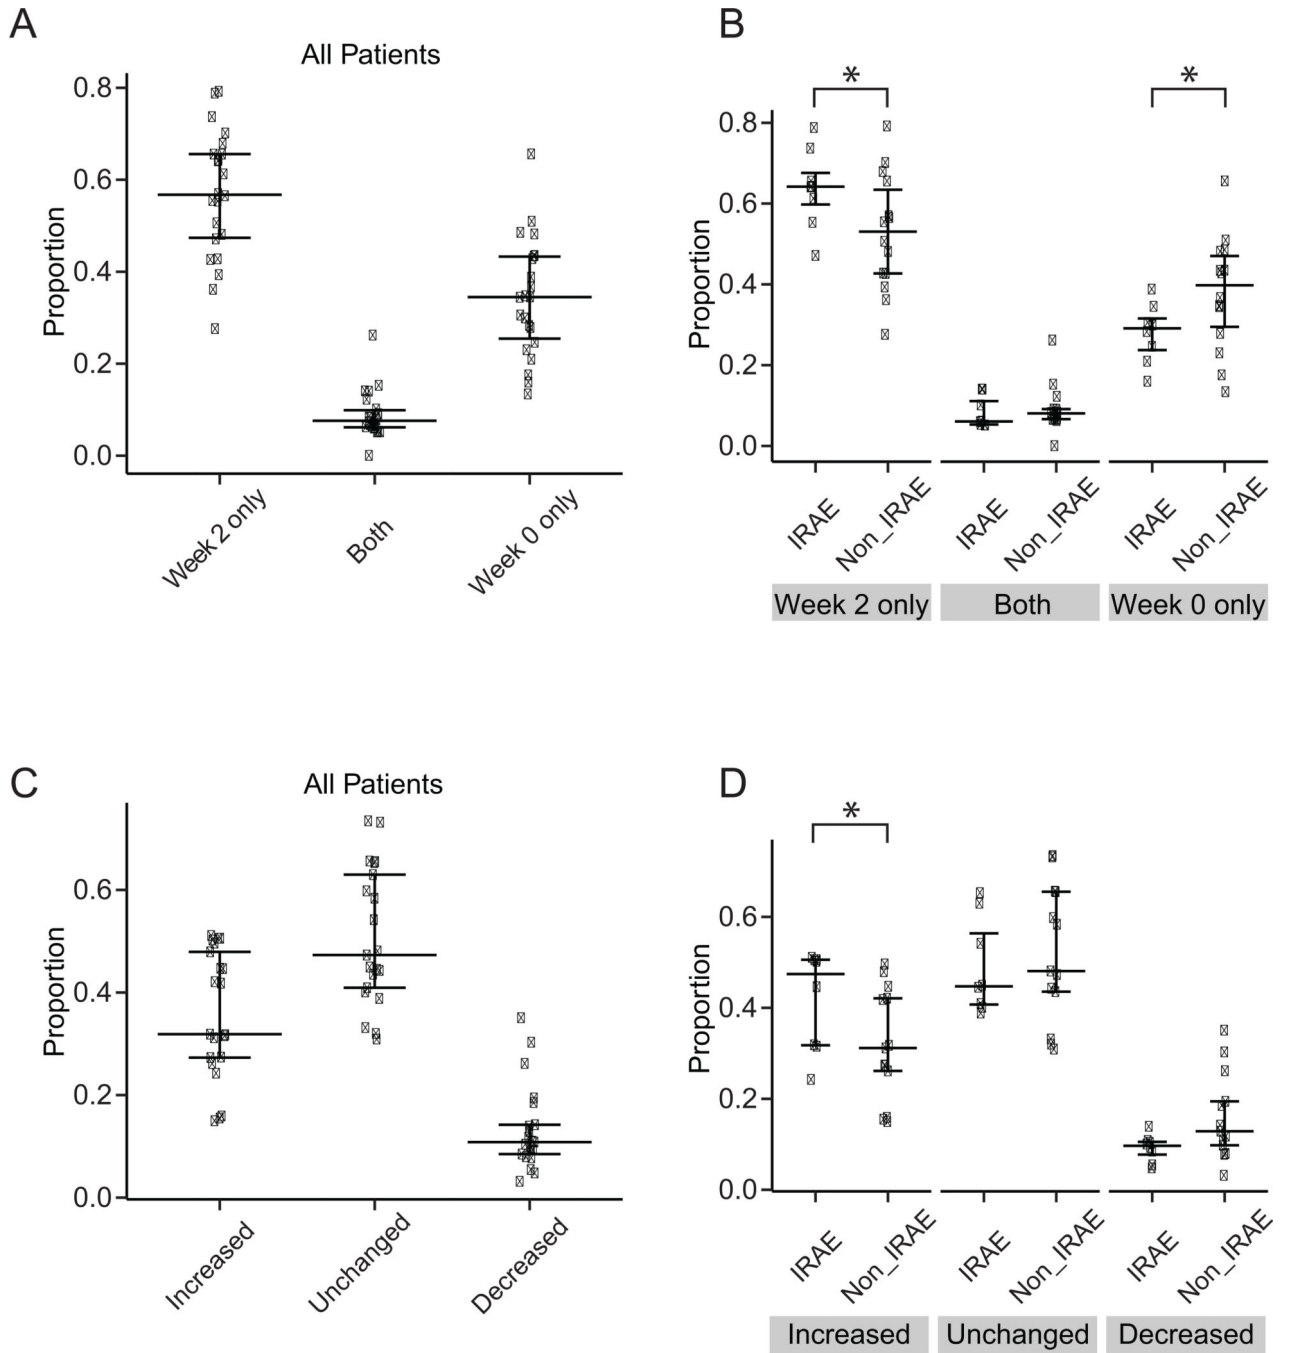 A
All Patients
0.8
0.6
0.4
0.2
0.0
Proportion
Week 2 only
Both
Week 0 only
B
*
*
0.8
0.6
0.4
0.2
0.0
Proportion
IRAE
Non_IRAE
IRAE
Non_IRAE
IRAE
Non_IRAE
Week 2 only
Both
Week 0 only
C
All Patients
0.6
0.4
0.2
0.0
Proportion
Increased
Unchanged
Decreased
D
*
0.6
0.4
0.2
0.0
Proportion
IRAE
Non_IRAE
IRAE
Non_IRAE
IRAE
Non_IRAE
Increased
Unchanged
Decreased